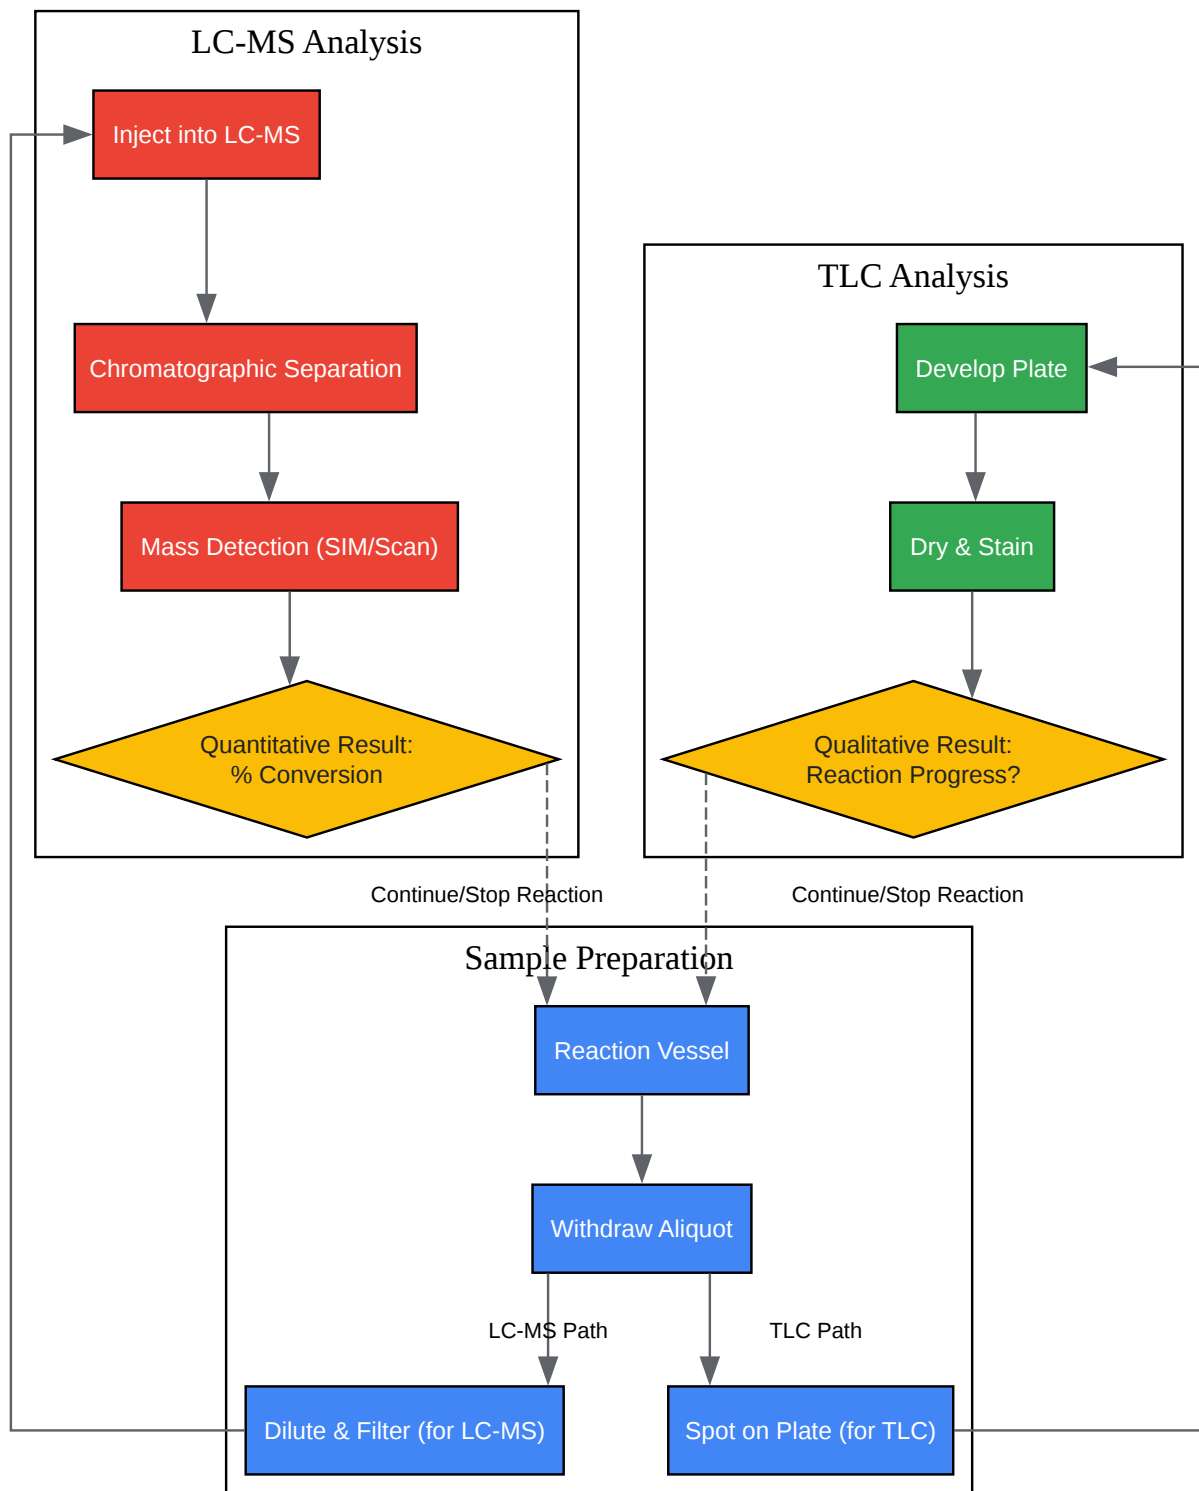 LC-MS Analysis
Inject into LC-MS
Chromatographic Separation
Mass Detection (SIM/Scan)
Quantitative Result:
% Conversion
TLC Analysis
Develop Plate
Dry & Stain
Qualitative Result:
Reaction Progress?
Continue/Stop Reaction
Continue/Stop Reaction
Sample Preparation
Reaction Vessel
Withdraw Aliquot
LC-MS Path
TLC Path
Dilute & Filter (for LC-MS)
Spot on Plate (for TLC)